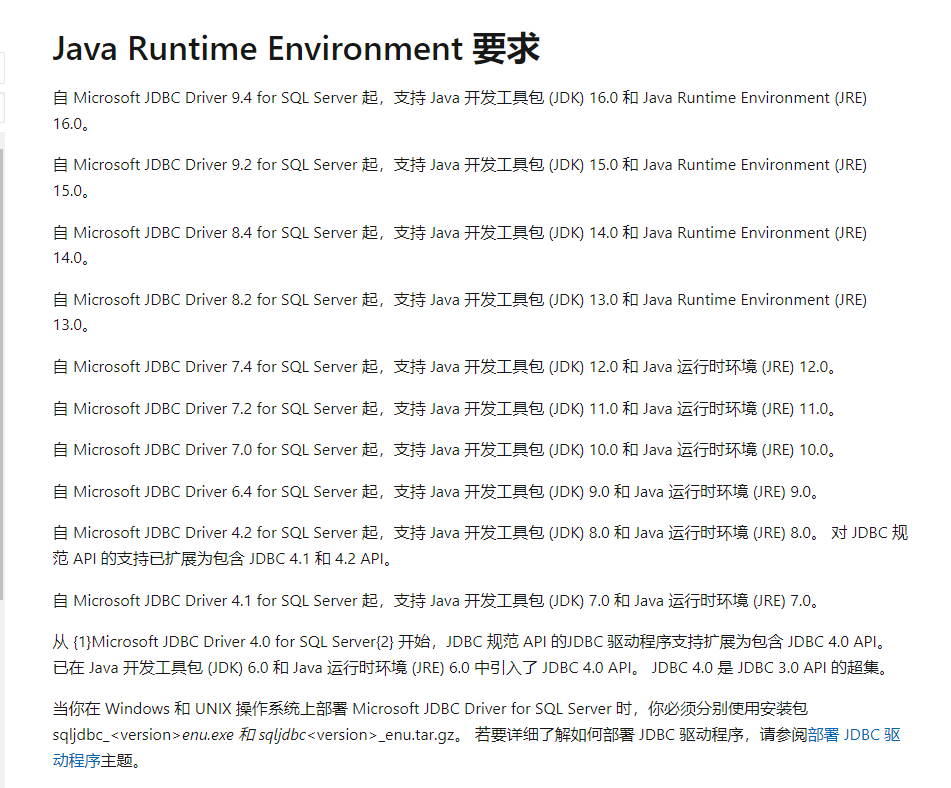 Java Runtime Environment 要求
自 Microsoft JDBC Driver 9.4 for SQL Server 起，支持 Java 开发工具包 (JDK) 16.0 和 Java Runtime Environment (JRE)
16.0。
自 Microsoft JDBC Driver 9.2 for SQL Server 起，支持 Java 开发工具包 (JDK) 15.0 和 Java Runtime Environment (JRE)
15.0。
自 Microsoft JDBC Driver 8.4 for SQL Server 起，支持 Java 开发工具包 (JDK) 14.0 和 Java Runtime Environment (JRE)
14.0。
自 Microsoft JDBC Driver 8.2 for SQL Server 起，支持 Java 开发工具包 (JDK) 13.0 和 Java Runtime Environment (JRE)
13.0。
自 Microsoft JDBC Driver 7.4 for SQL Server 起，支持 Java 开发工具包 (JDK) 12.0 和 Java 运行时环境 (JRE) 12.0。
自 Microsoft JDBC Driver 7.2 for SQL Server 起，支持 Java 开发工具包 (JDK) 11.0 和 Java 运行时环境 (JRE) 11.0。
自 Microsoft JDBC Driver 7.0 for SQL Server 起，支持 Java 开发工具包 (JDK) 10.0 和 Java 运行时环境 (JRE) 10.0。
自 Microsoft JDBC Driver 6.4 for SQL Server 起，支持 Java 开发工具包 (JDK) 9.0 和 Java 运行时环境 (JRE) 9.0。
自 Microsoft JDBC Driver 4.2 for SQL Server 起，支持 Java 开发工具包 (JDK) 8.0 和 Java 运行时环境 (JRE) 8.0。 对 JDBC 规
范 API 的支持已扩展为包含 JDBC 4.1 和 4.2 API。
自 Microsoft JDBC Driver 4.1 for SQL Server 起，支持 Java 开发工具包 (JDK) 7.0 和 Java 运行时环境 (JRE) 7.0。
从 {1}Microsoft JDBC Driver 4.0 for SQL Server{2} 开始，JDBC 规范 API 的JDBC 驱动程序支持扩展为包含 JDBC 4.0 API。
已在 Java 开发工具包 (JDK) 6.0 和 Java 运行时环境 (JRE) 6.0 中引入了 JDBC 4.0 API。 JDBC 4.0 是 JDBC 3.0 API 的超集。
当你在 Windows 和 UNIX 操作系统上部署 Microsoft JDBC Driver for SQL Server 时，你必须分别使用安装包
sqljdbc_<version>enu.exe 和 sqljdbc<version>_enu.tar.gz。 若要详细了解如何部署 JDBC 驱动程序，请参阅部署 JDBC 驱
动程序主题。